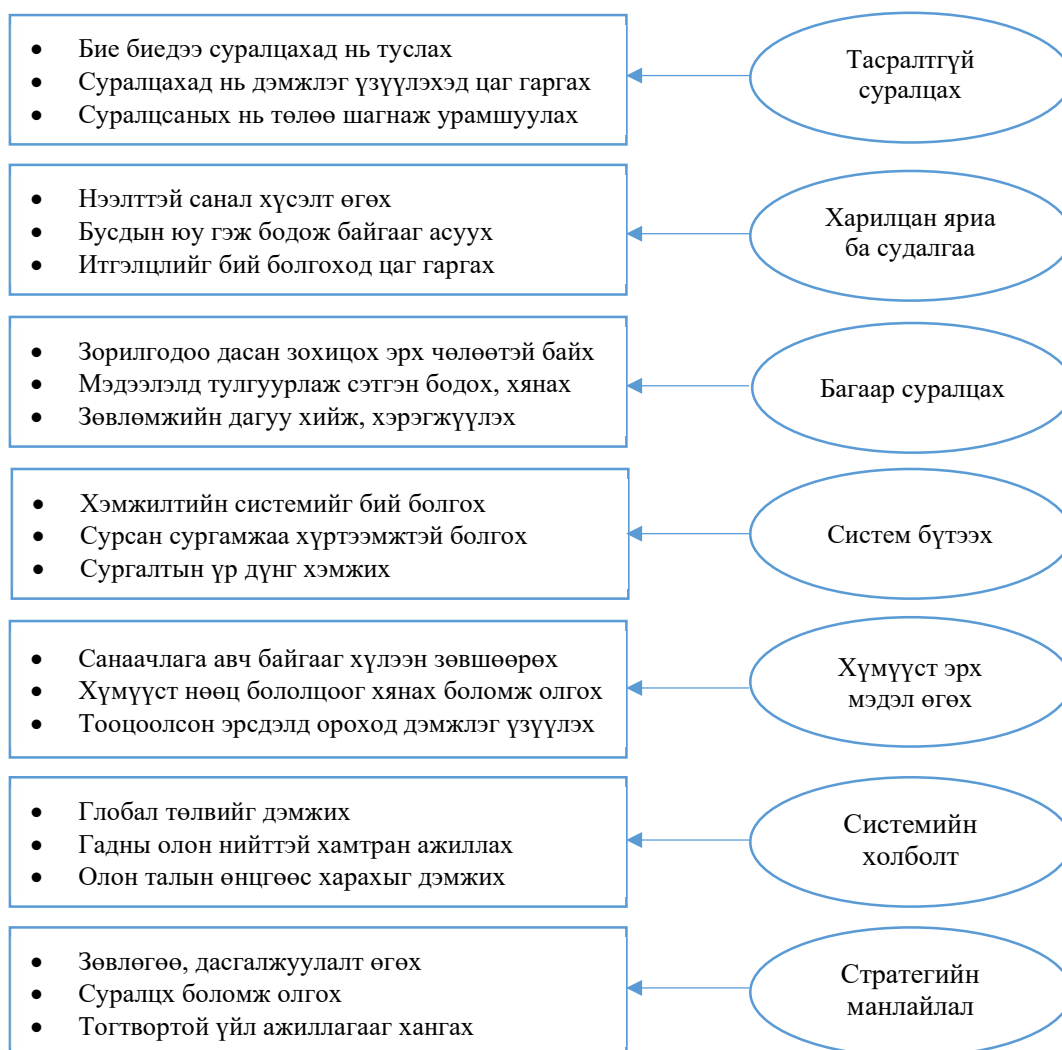 • Бие биедээ суралцахад нь туслах
• Суралцахад нь дэмжлэг үзүүлэхэд цаг гаргах
• Суралцсаных нь төлөө шагнаж урамшуулах
Тасралтгүй
суралцах
• Нээлттэй санал хүсэлт өгөх
• Бусдын юу гэж бодож байгааг асуух
• Итгэлцлийг бий болгоход цаг гаргах
Харилцан яриа
ба судалгаа
• Зорилгодоо дасан зохицох эрх чөлөөтэй байх
• Мэдээлэлд тулгуурлаж сэтгэн бодох, хянах
• Зөвлөмжийн дагуу хийж, хэрэгжүүлэх
Багаар суралцах
• Хэмжилтийн системийг бий болгох
• Сурсан сургамжаа хүртээмжтэй болгох
• Сургалтын үр дүнг хэмжих
Систем бүтээх
• Санаачлага авч байгааг хүлээн зөвшөөрөх
• Хүмүүст нөөц бололцоог хянах боломж олгох
• Тооцоолсон эрсдэлд ороход дэмжлэг үзүүлэх
Хүмүүст эрх
мэдэл өгөх
• Глобал төлвийг дэмжих
• Гадны олон нийттэй хамтран ажиллах
• Олон талын өнцгөөс харахыг дэмжих
Системийн
холболт
• Зөвлөгөө, дасгалжуулалт өгөх
• Суралцх боломж олгох
• Тогтвортой үйл ажиллагааг хангах
Стратегийн
манлайлал